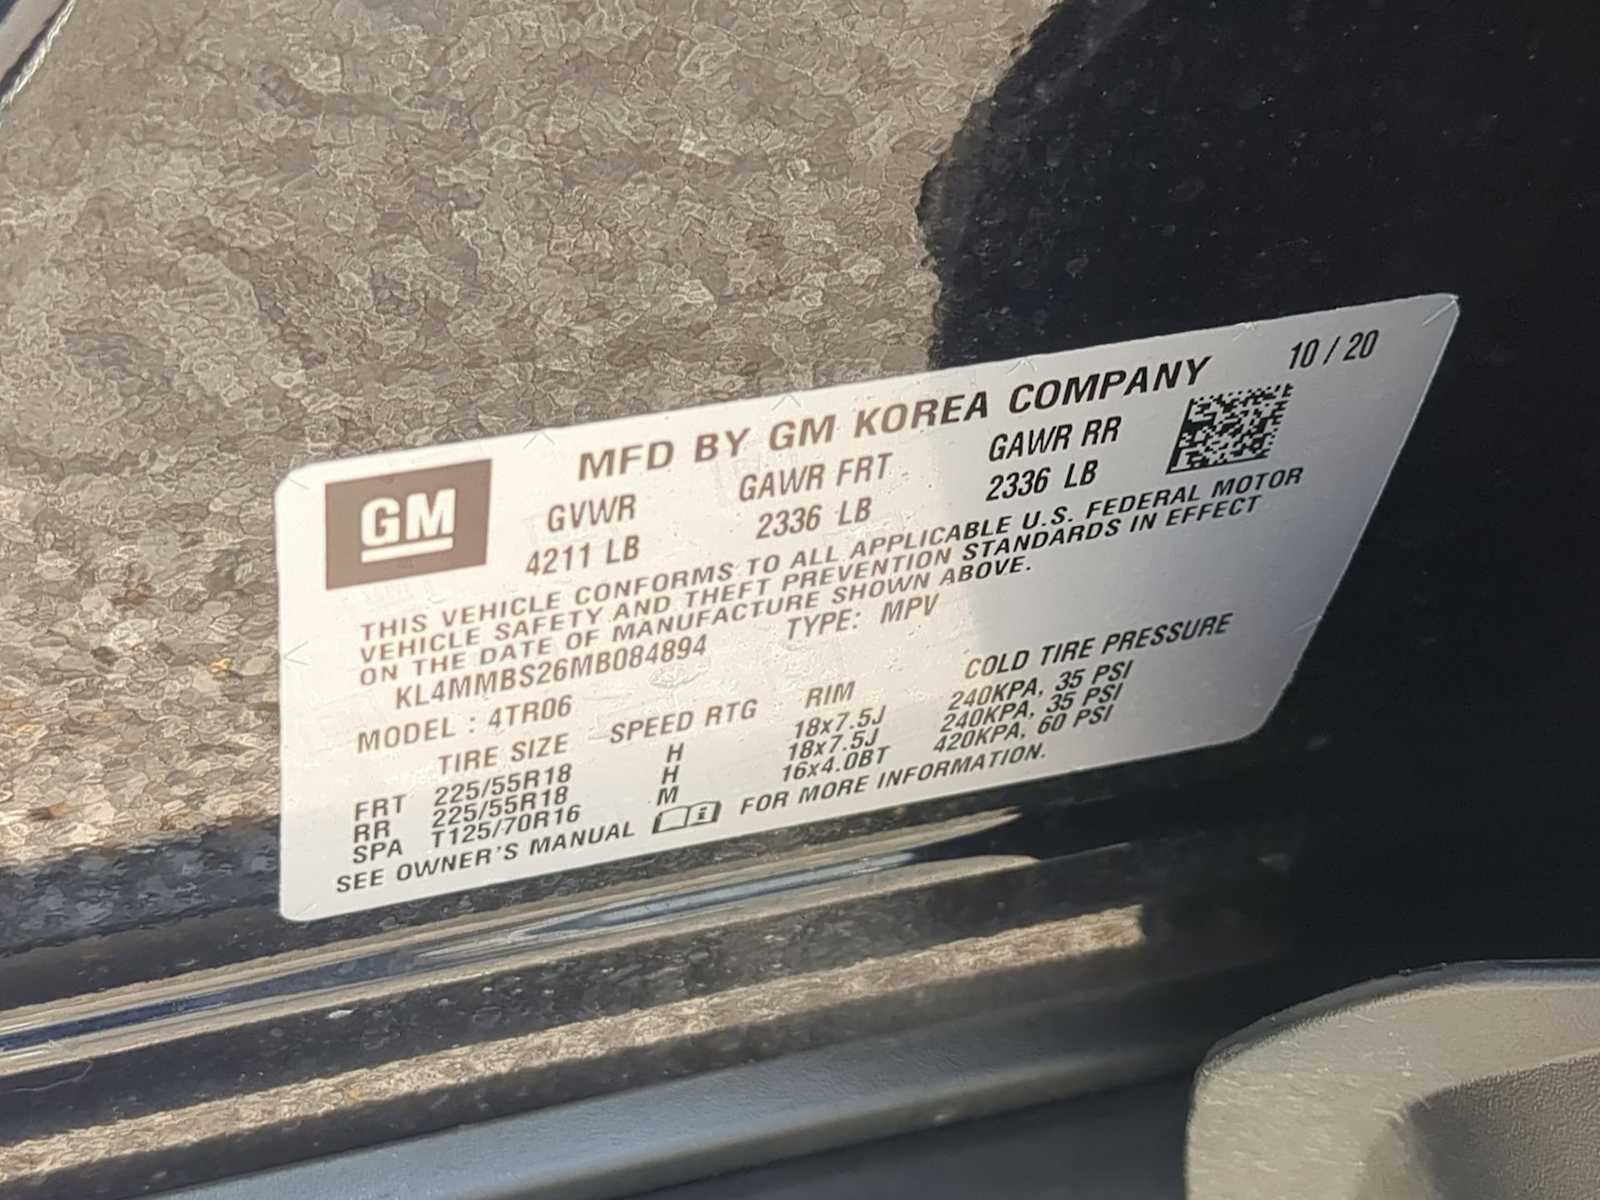 MFD BY GM KOREA COMPANY 10 / 20
GM
GVWR GAWR FRT GAWR RR
4211 LB 2336 LB 2336 LB
THIS VEHICLE CONFORMS TO ALL APPLICABLE U.S. FEDERAL MOTOR
VEHICLE SAFETY AND THEFT PREVENTION STANDARDS IN EFFECT
ON THE DATE OF MANUFACTURE SHOWN ABOVE.
KL4MMBS26MB084894 TYPE: MPV
MODEL : 4TR06
TIRE SIZE SPEED RTG RIM COLD TIRE PRESSURE
FRT 225/55R18 H 18x7.5J 240KPA, 35 PSI
RR 225/55R18 H 18x7.5J 240KPA, 35 PSI
SPA T125/70R16 M 16x4.0BT 420KPA, 60 PSI
SEE OWNER'S MANUAL FOR MORE INFORMATION.